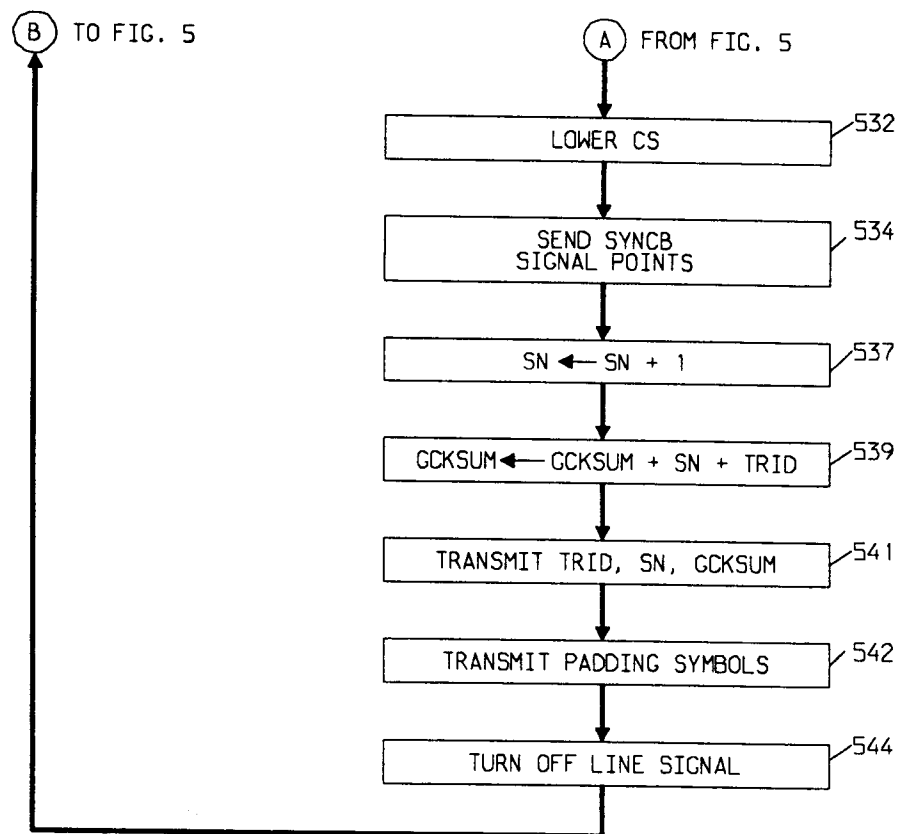 B TO FIG. 5
A FROM FIG. 5
LOWER CS
532
SEND SYNCB
SIGNAL POINTS
534
SN ← SN + 1
537
GCKSUM ← GCKSUM + SN + TRID
539
TRANSMIT TRID, SN, GCKSUM
541
TRANSMIT PADDING SYMBOLS
542
TURN OFF LINE SIGNAL
544